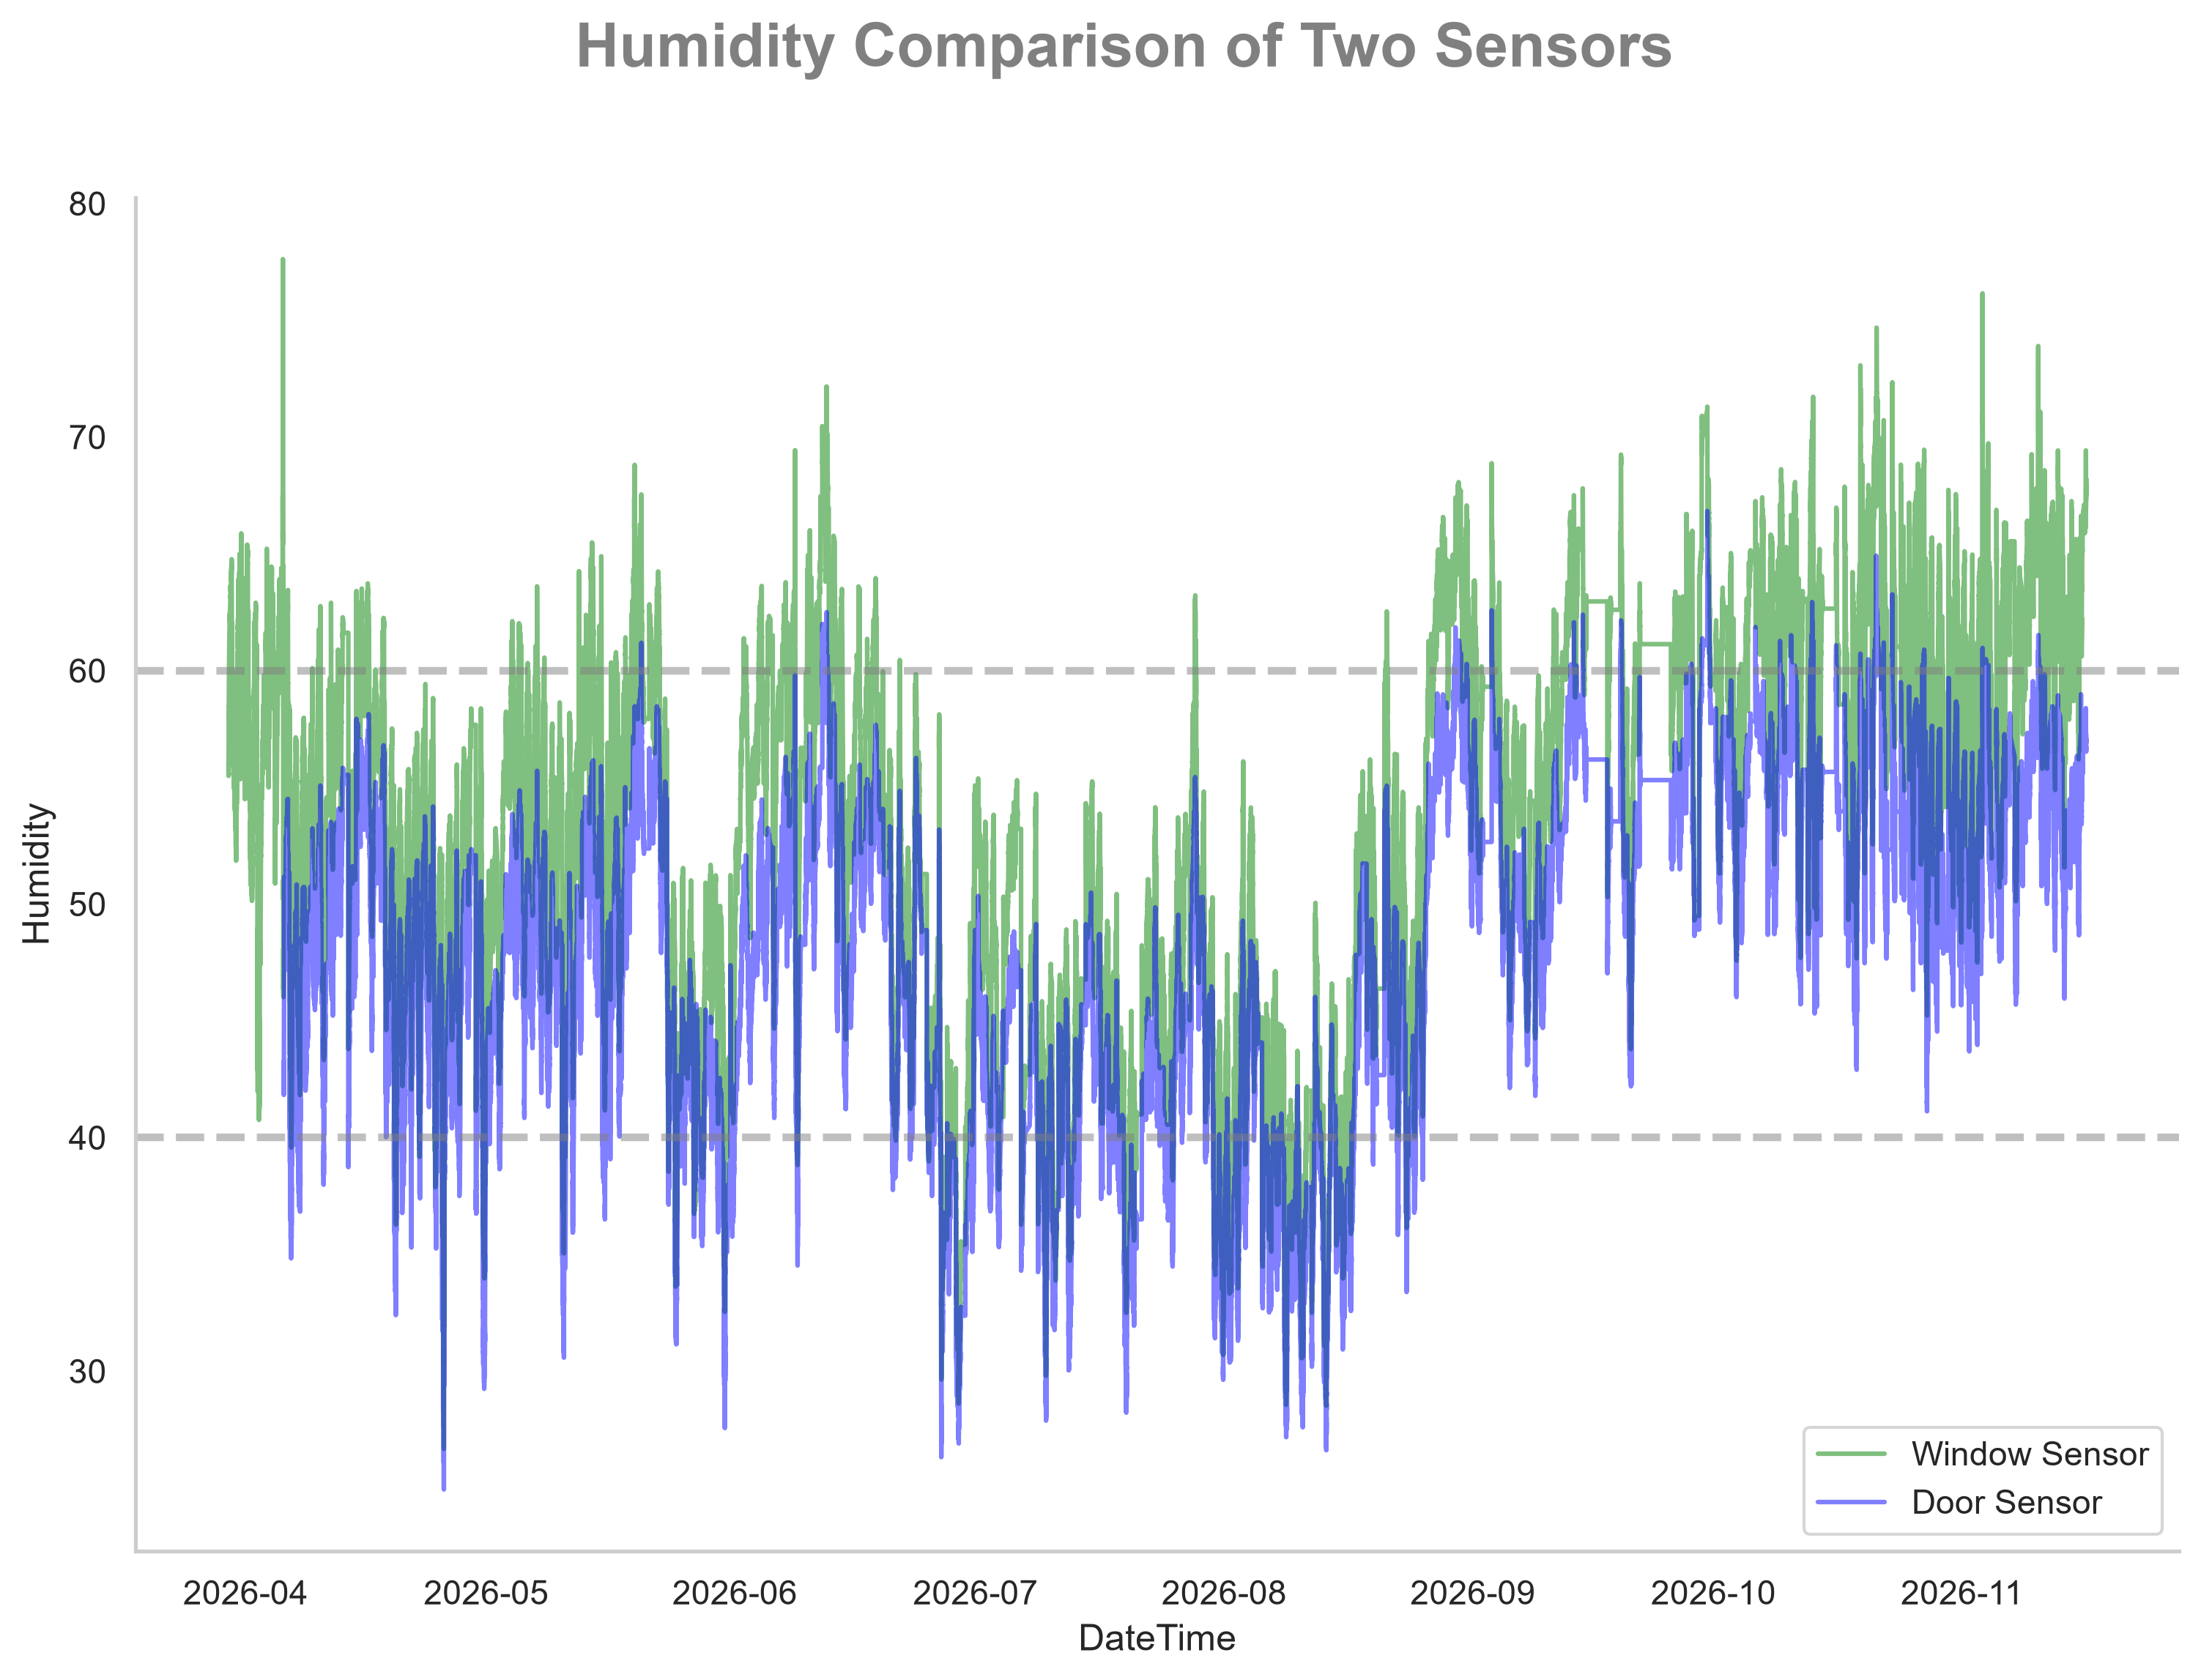 Humidity Comparison of Two Sensors
80
70
60
50
40
30
Humidity
Window Sensor
Door Sensor
2026-04 2026-05 2026-06 2026-07 2026-08 2026-09 2026-10 2026-11
DateTime